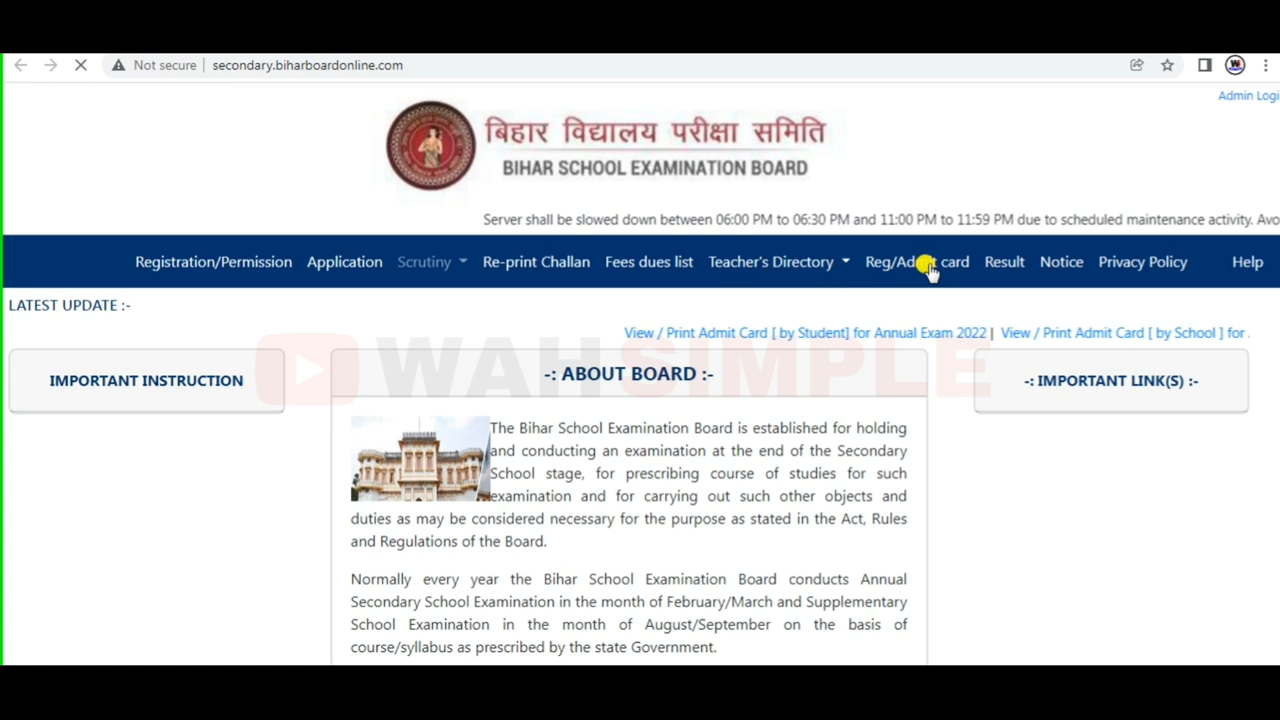 Not secure | secondary.biharboardonline.com
Admin Logi
बिहार विद्यालय परीक्षा समिति
BIHAR SCHOOL EXAMINATION BOARD
Server shall be slowed down between 06:00 PM to 06:30 PM and 11:00 PM to 11:59 PM due to scheduled maintenance activity. Avo
Registration/Permission Application Scrutiny Re-print Challan Fees dues list Teacher's Directory Reg/Admit card Result Notice Privacy Policy Help
LATEST UPDATE :-
View / Print Admit Card [ by Student] for Annual Exam 2022 | View / Print Admit Card [ by School ] for
WAHSIMPLE
IMPORTANT INSTRUCTION
-: ABOUT BOARD :-
-: IMPORTANT LINK(S) :-
The Bihar School Examination Board is established for holding
and conducting an examination at the end of the Secondary
School stage, for prescribing course of studies for such
examination and for carrying out such other objects and
duties as may be considered necessary for the purpose as stated in the Act, Rules
and Regulations of the Board.
Normally every year the Bihar School Examination Board conducts Annual
Secondary School Examination in the month of February/March and Supplementary
School Examination in the month of August/September on the basis of
course/syllabus as prescribed by the state Government.